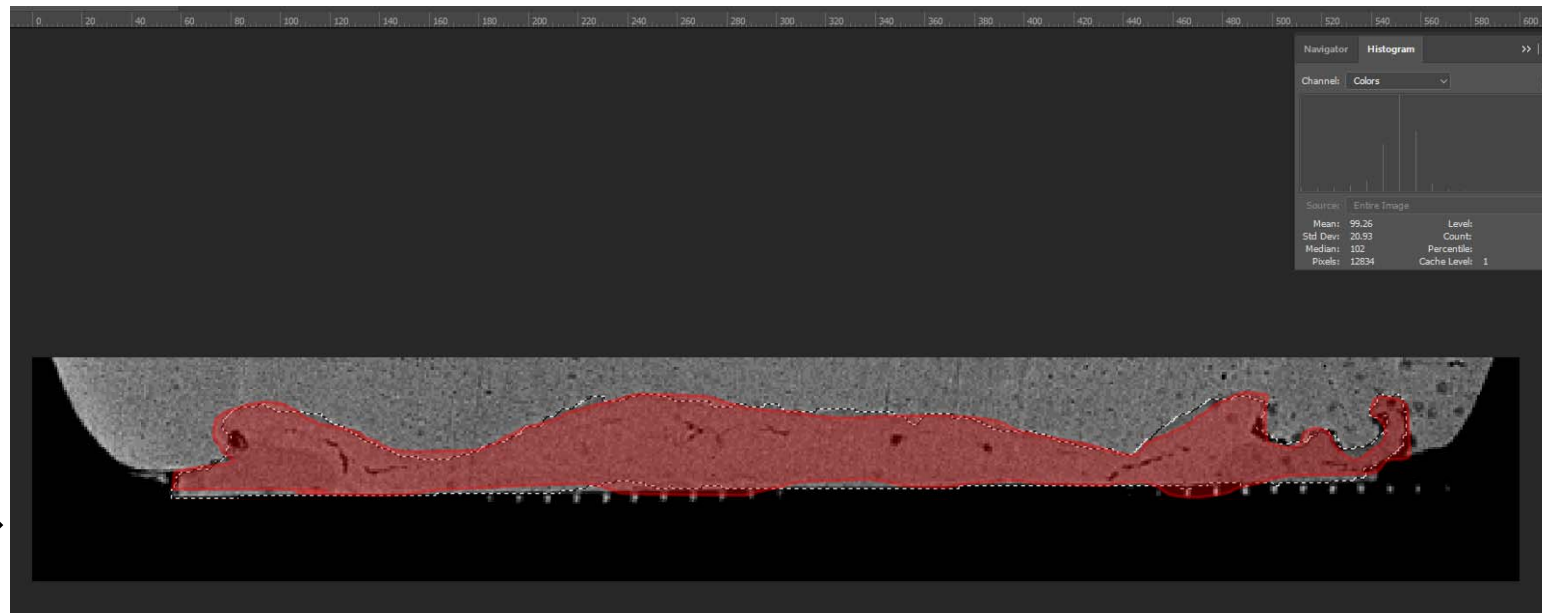 0 20 40 60 80 100 120 140 160 180 200 220 240 260 280 300 320 340 360 380 400 420 440 460 480 500 520 540 560 580 600
Navigator Histogram >>
Channel: Colors
Source: Entire Image
Mean: 99.26 Level:
Std Dev: 20.93 Count:
Median: 102 Percentile:
Pixels: 12834 Cache Level: 1